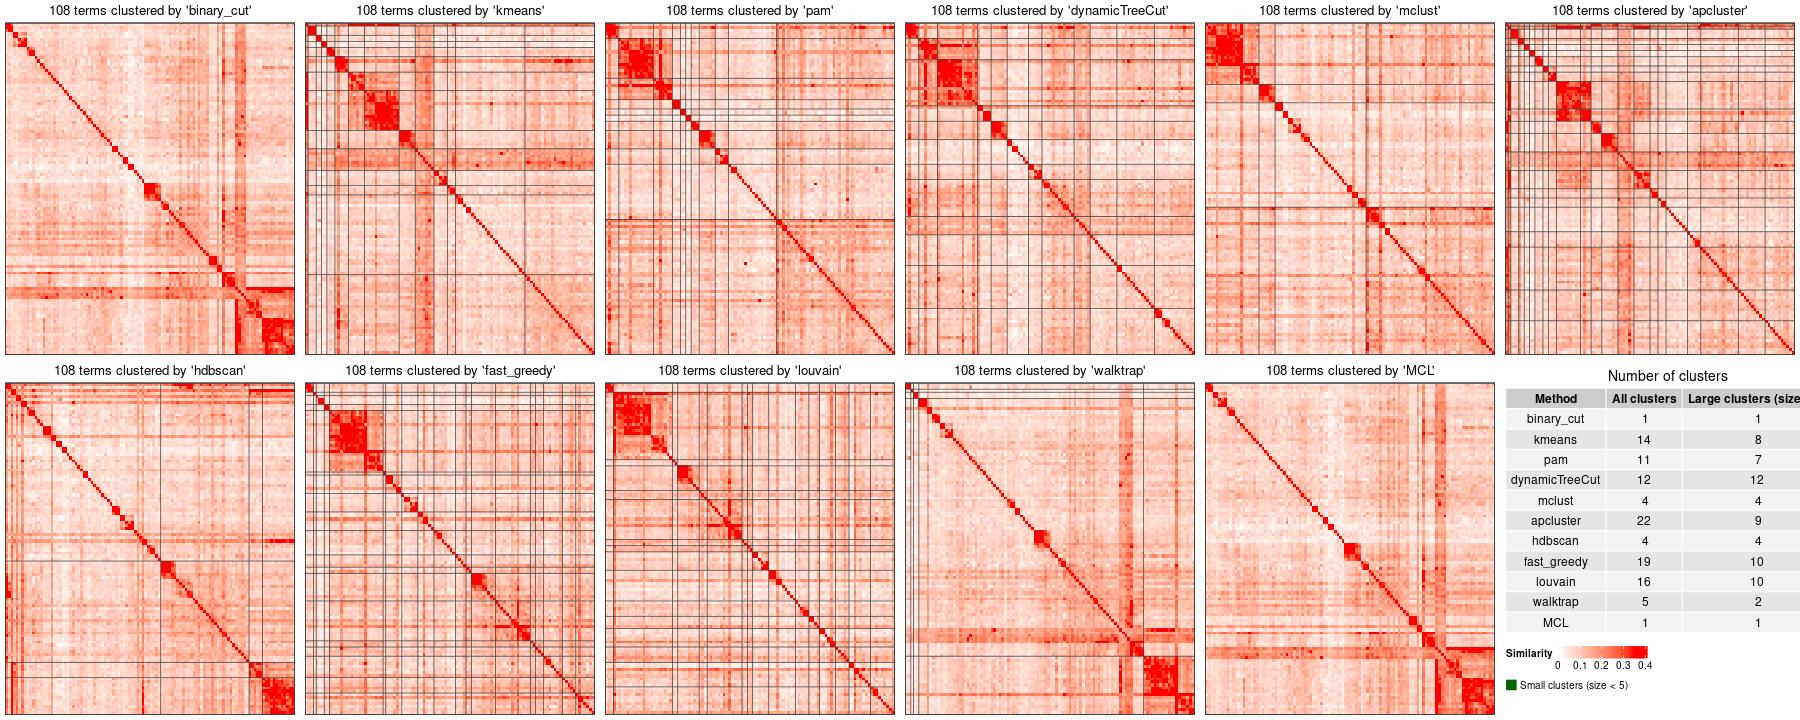 108 terms clustered by 'binary_cut'
108 terms clustered by 'kmeans'
108 terms clustered by 'pam'
108 terms clustered by 'dynamicTreeCut'
108 terms clustered by 'mclust'
108 terms clustered by 'apcluster'
108 terms clustered by 'hdbscan'
108 terms clustered by 'fast_greedy'
108 terms clustered by 'louvain'
108 terms clustered by 'walktrap'
108 terms clustered by 'MCL'
Number of clusters
Method All clusters Large clusters (size
binary_cut 1 1
kmeans 14 8
pam 11 7
dynamicTreeCut 12 12
mclust 4 4
apcluster 22 9
hdbscan 4 4
fast_greedy 19 10
louvain 16 10
walktrap 5 2
MCL 1 1
Similarity
0 0.1 0.2 0.3 0.4
Small clusters (size < 5)